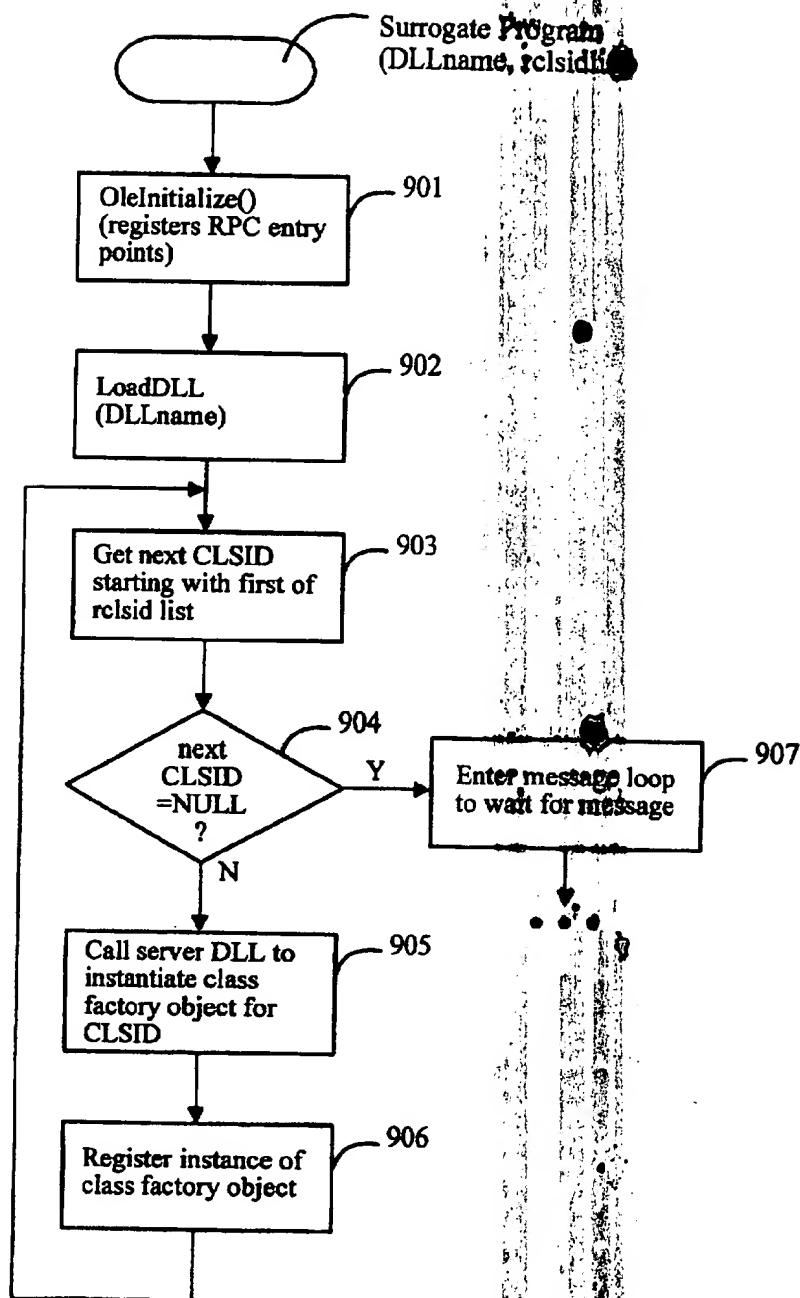 Surrogate Program
(DLLname,
901
OleInitialize()
(registers RPC entry
points)
902
LoadDLL
(DLLname)
903
Get next CLSID
starting with first of
rclsid list
904
next
CLSID
=NULL
?
Y
N
907
Enter message loop
to wait for message
905
Call server DLL to
instantiate class
factory object for
CLSID
906
Register instance of
class factory object